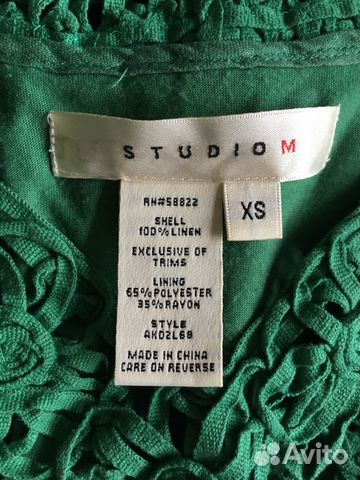 STUDIO M
XS
RN#58822
SHELL
100%LINEN
EXCLUSIVE OF
TRIMS
LINING
65%POLYESTER
35%RAYON
STYLE
AK02L68
MADE IN CHINA
CARE ON REVERSE
Avito